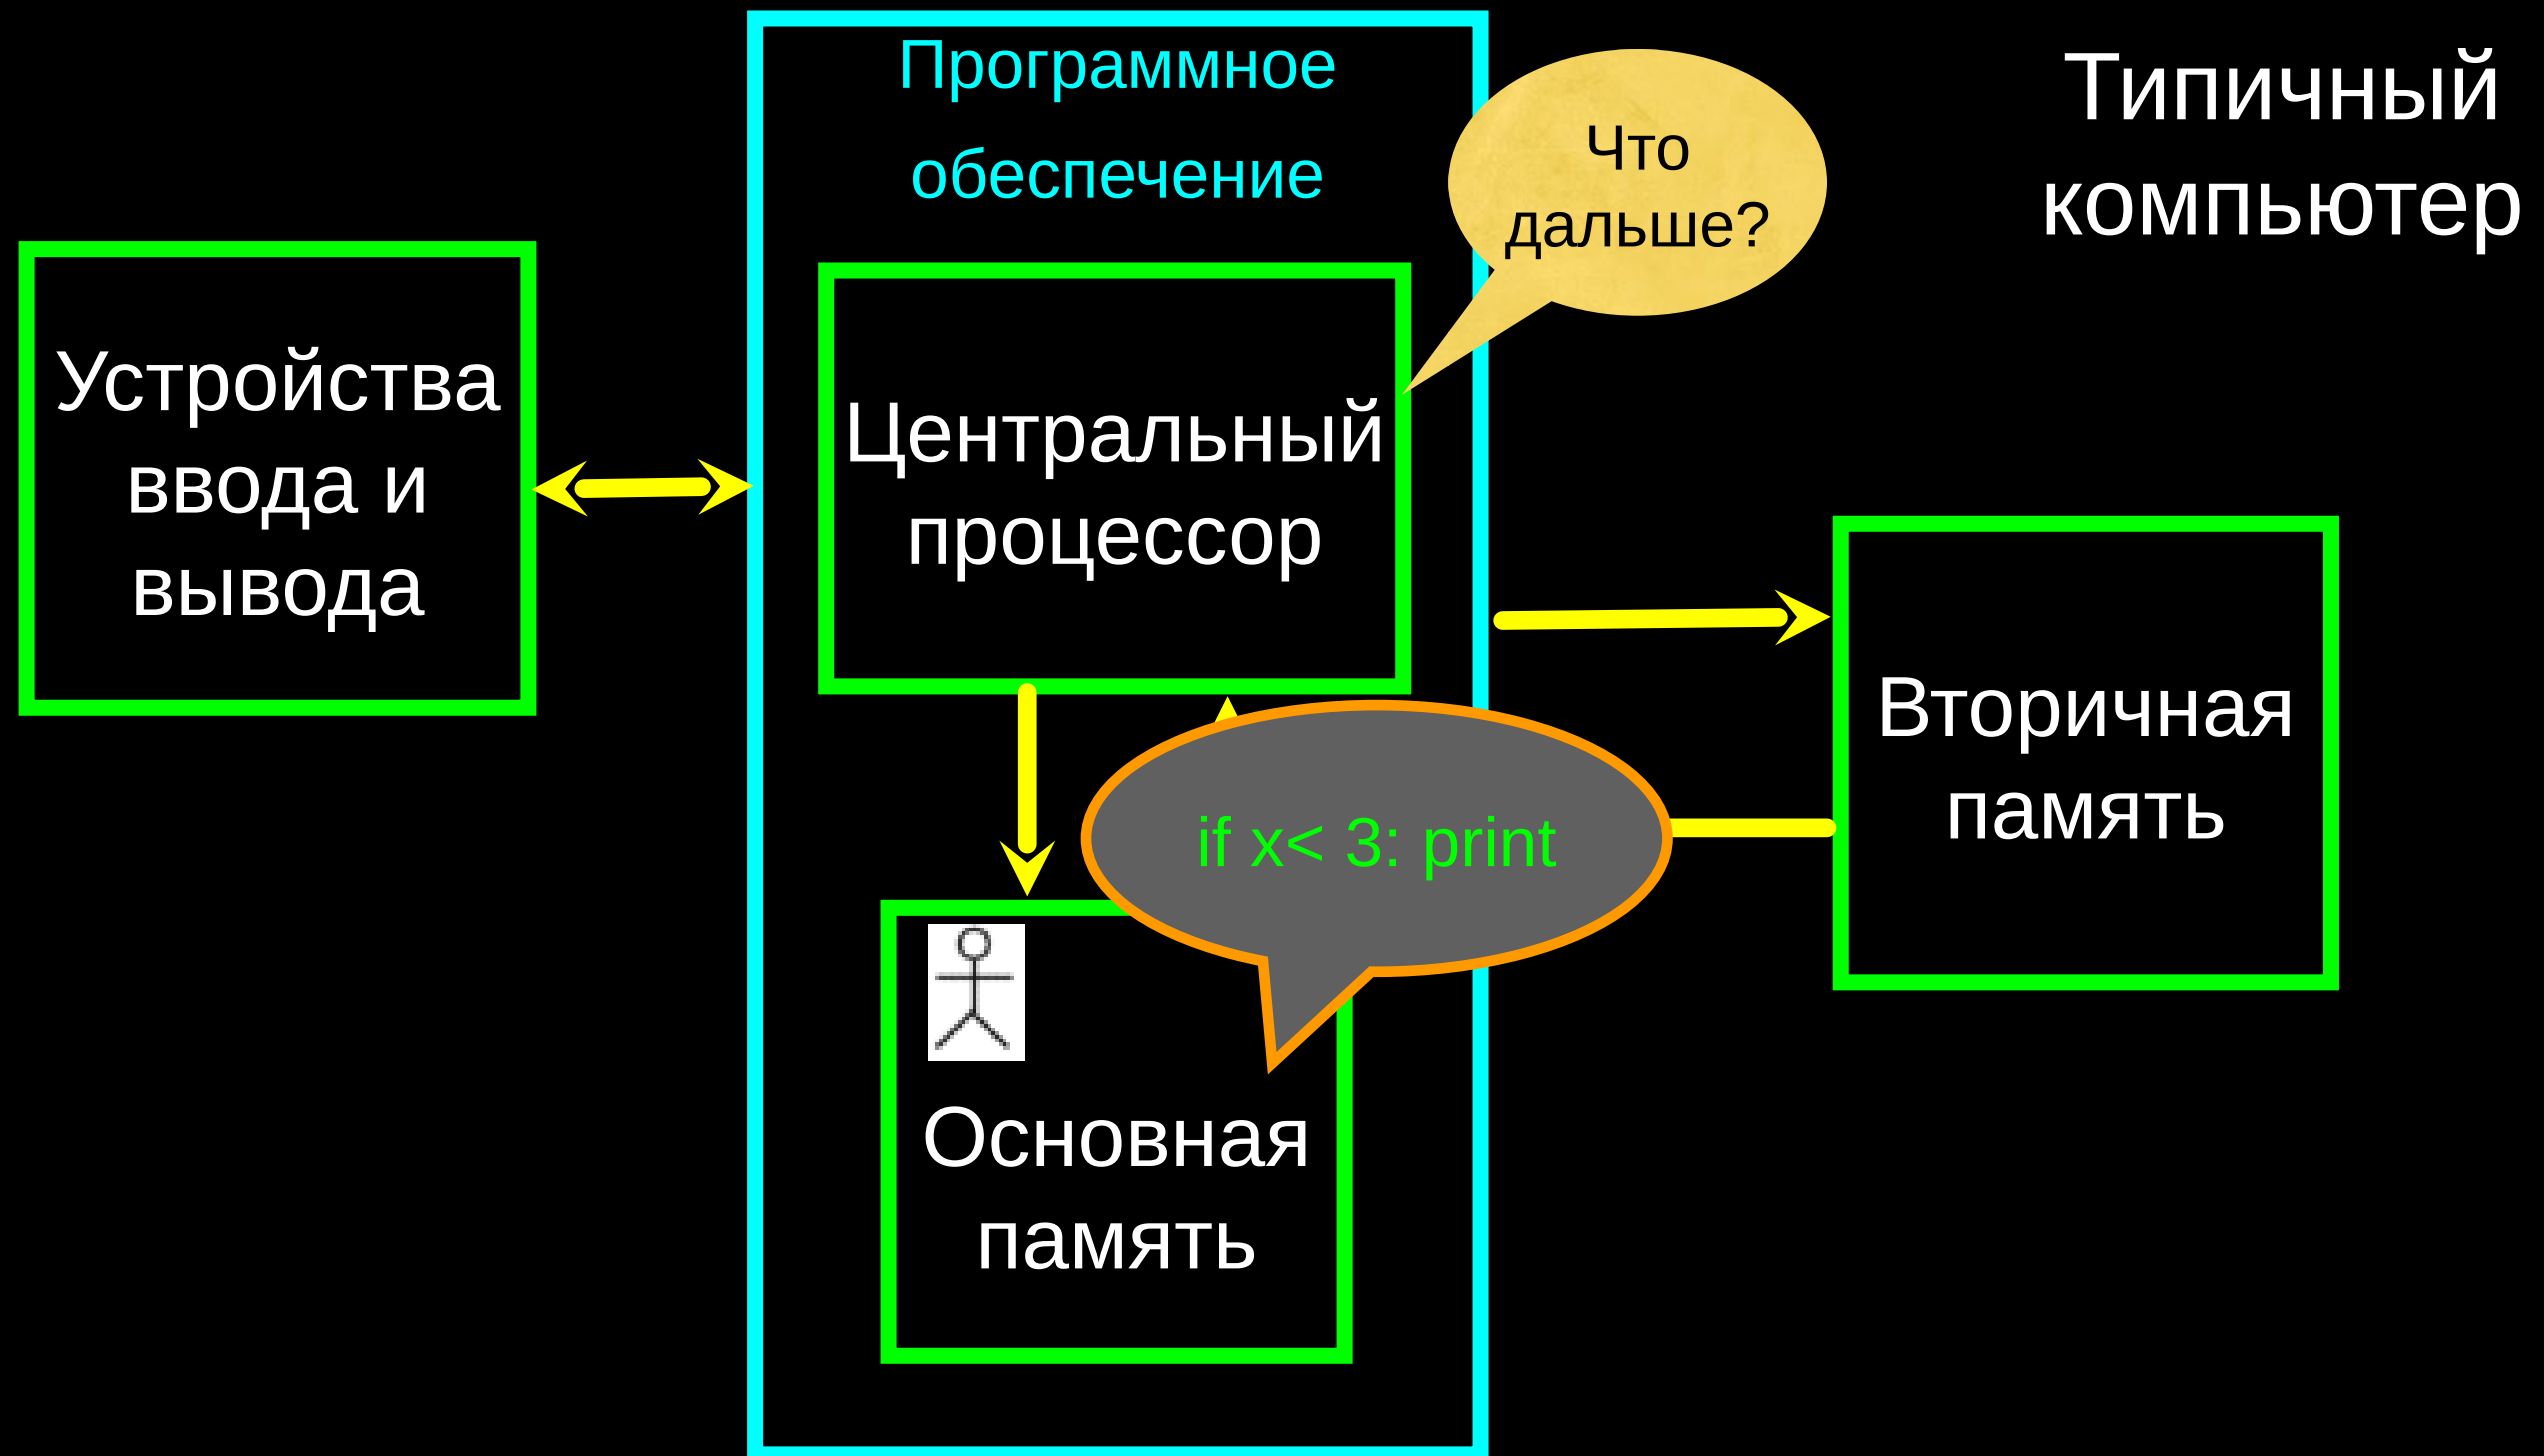 Типичный
компьютер
Программное
обеспечение
Что
дальше?
Устройства
ввода и
вывода
Центральный
процессор
Вторичная
память
if x< 3: print
Основная
память